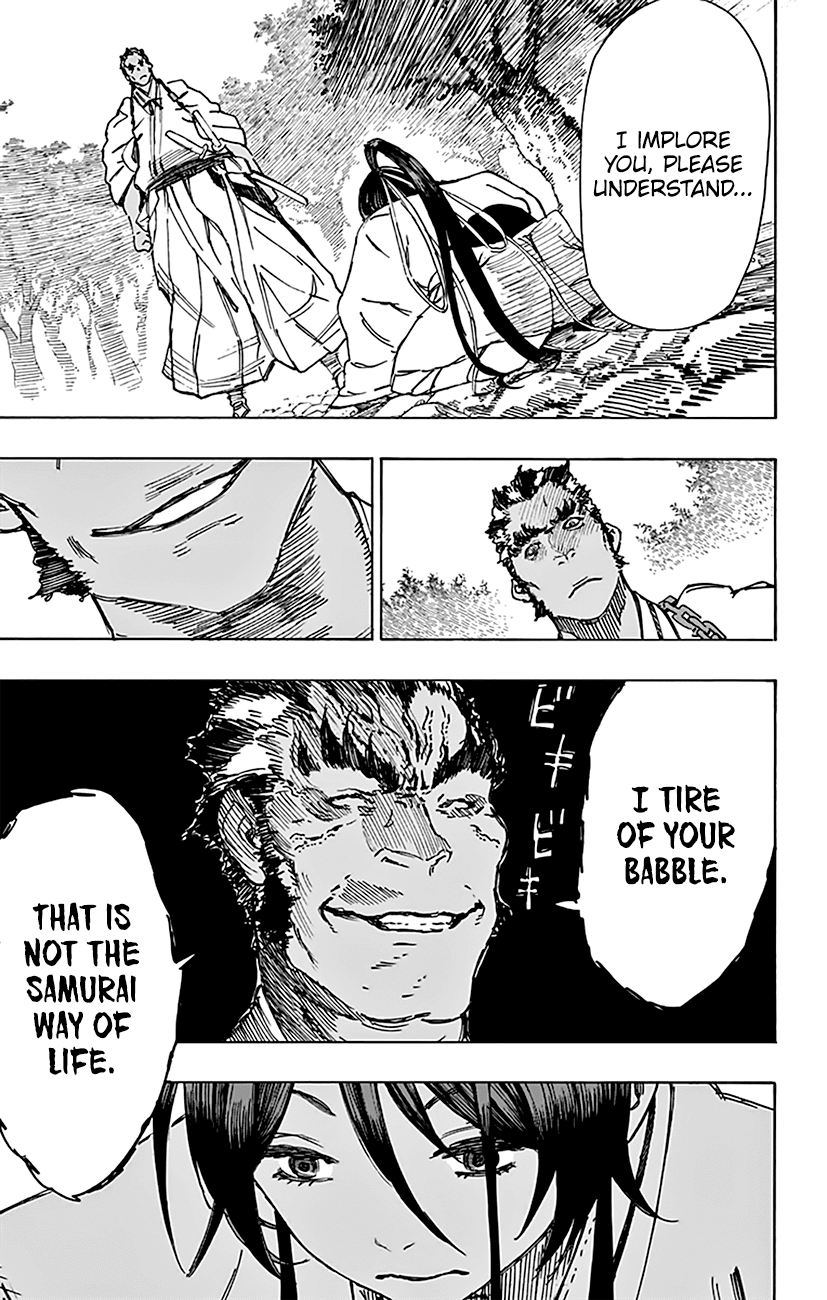 I IMPLORE
YOU, PLEASE
UNDERSTAND...
I TIRE
OF YOUR
BABBLE.
ビキビキ
THAT IS
NOT THE
SAMURAI
WAY OF
LIFE.